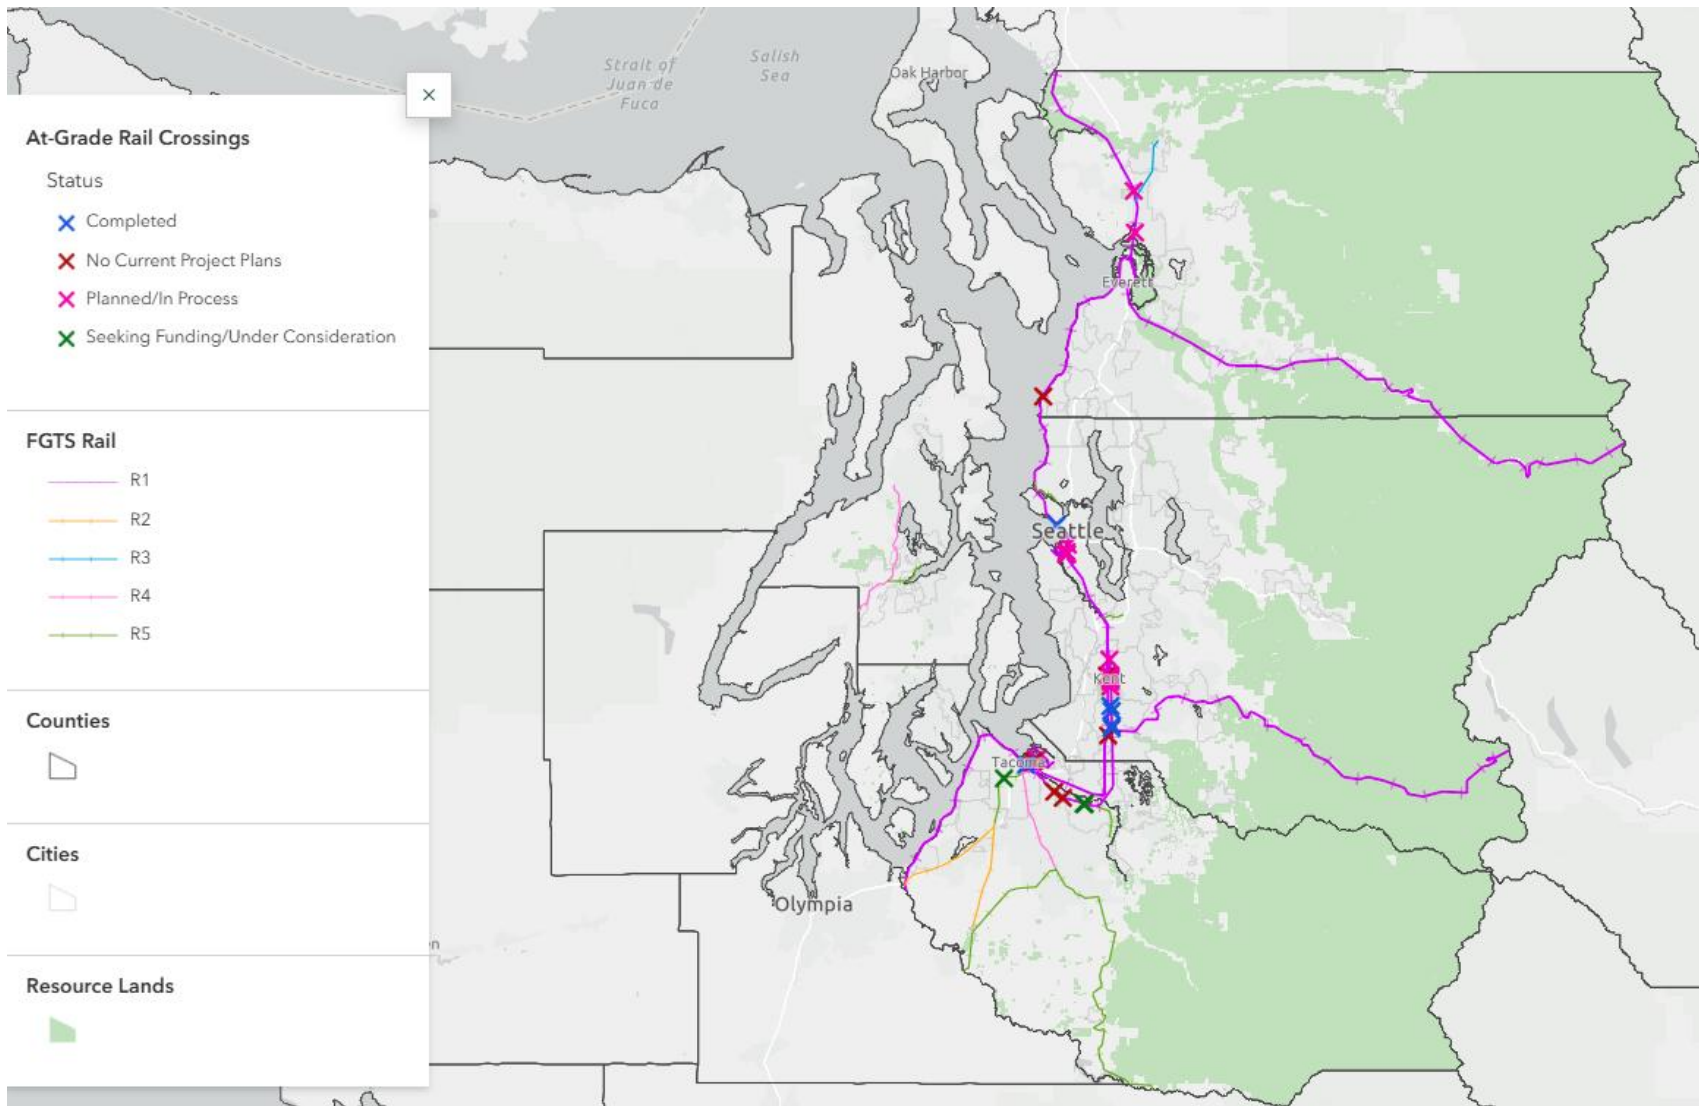 At-Grade Rail Crossings
Status
Completed
No Current Project Plans
Planned/In Process
Seeking Funding/Under Consideration
FGTS Rail
R1
R2
R3
R4
R5
Counties
Cities
Resource Lands
Strait of
Juan de
Fuca
Salish
Sea
Oak Harbor
Everett
Seattle
Kent
Tacoma
Olympia
en